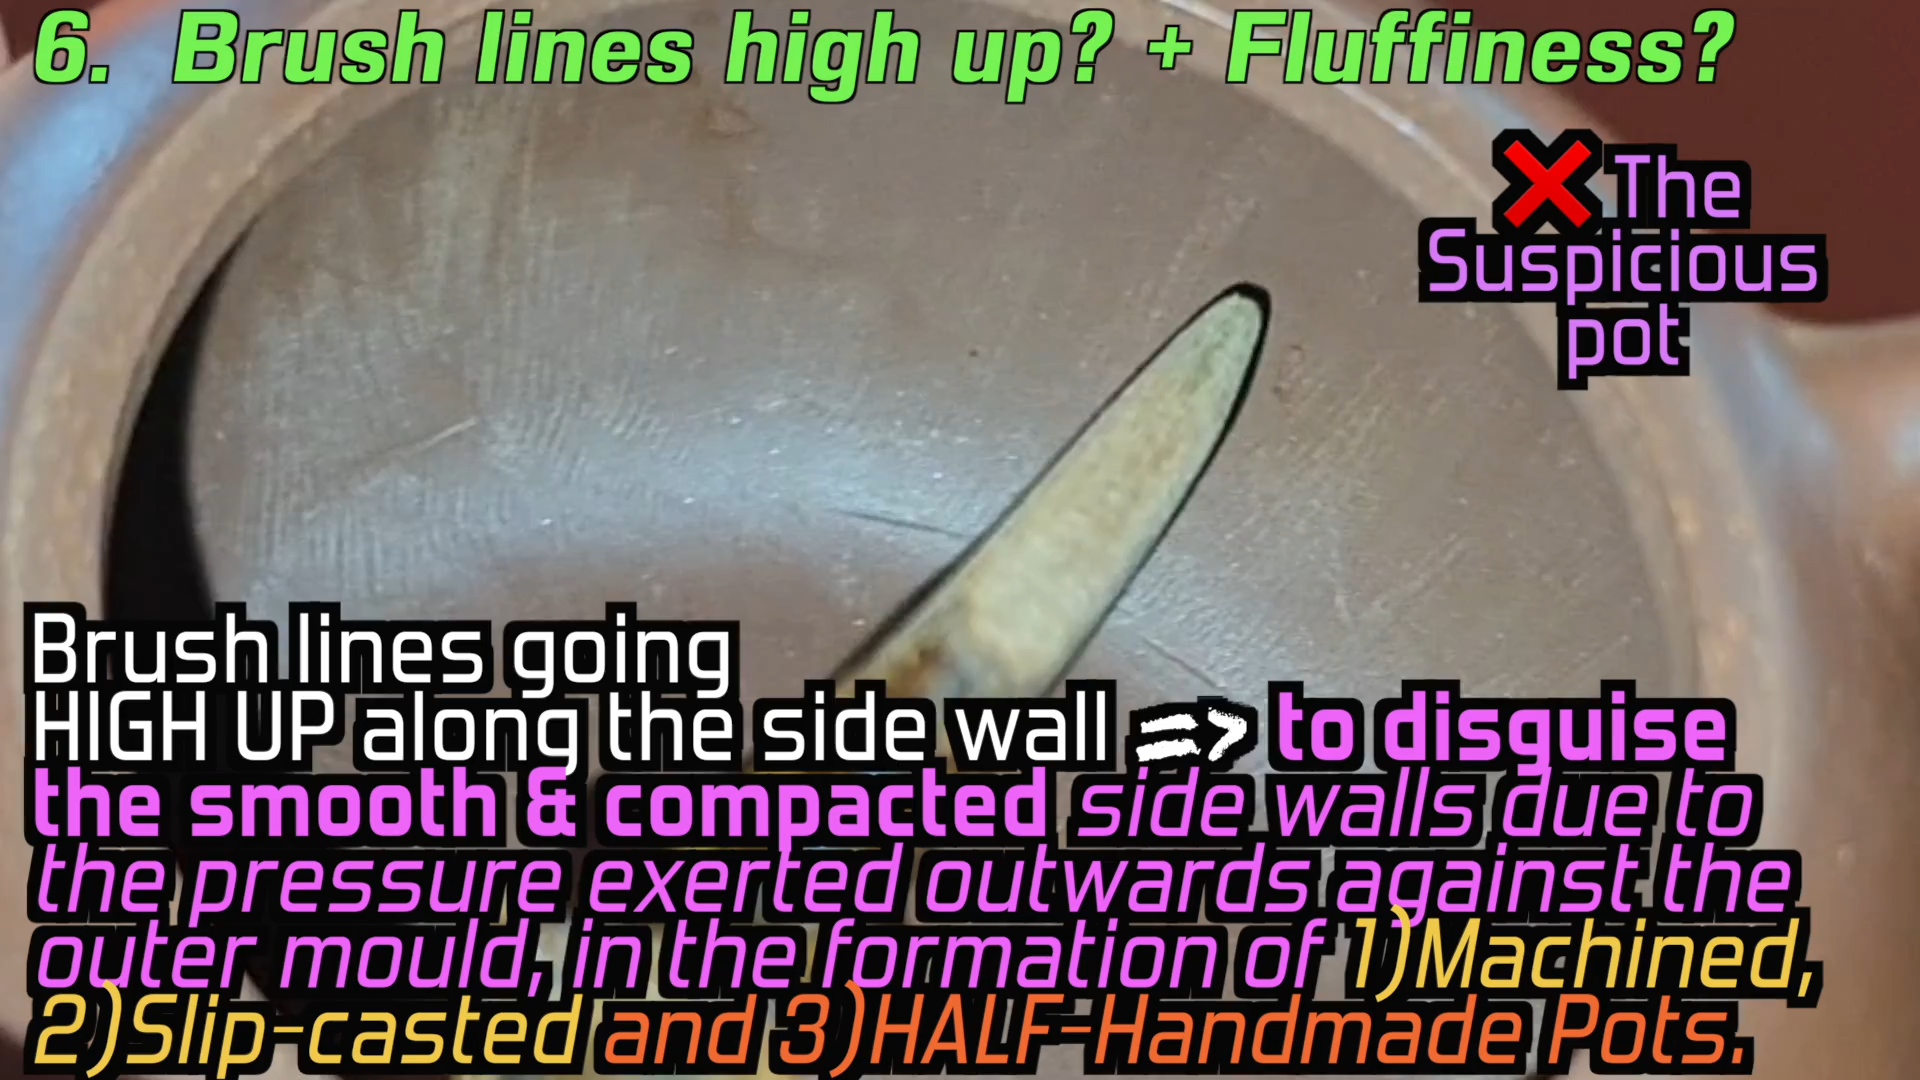 6. Brush lines high up? + Fluffiness?
❌The
Suspicious
pot
Brush lines going
HIGH UP along the side wall => to disguise
the smooth & compacted side walls due to
the pressure exerted outwards against the
outer mould, in the formation of 1)Machined,
2)Slip-casted and 3)HALF-Handmade Pots.